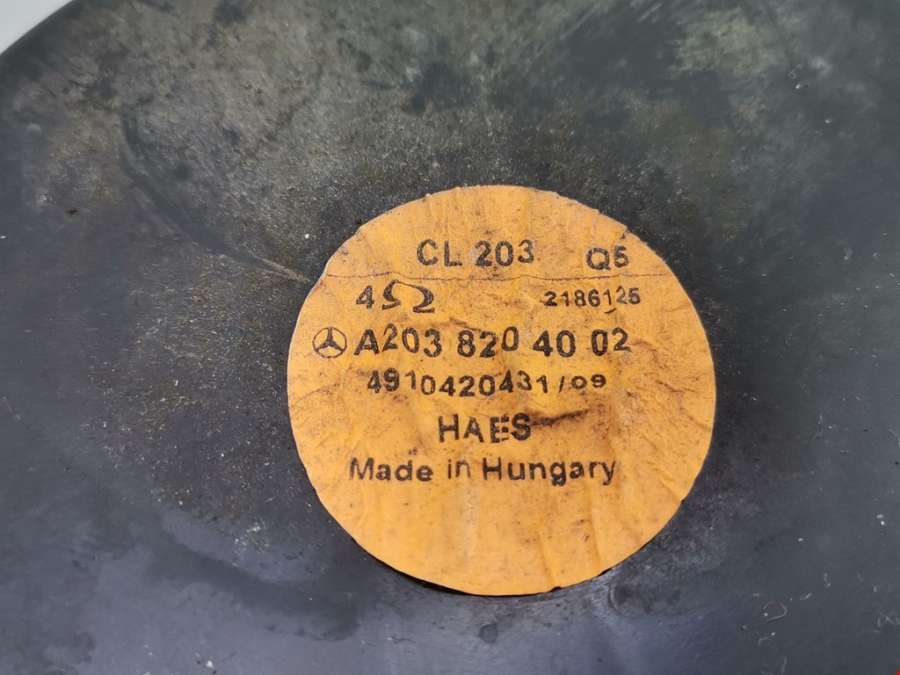 CL 203 Q5
4Ω 2186125
A203 820 40 02
4910420431/09
HAES
Made in Hungary